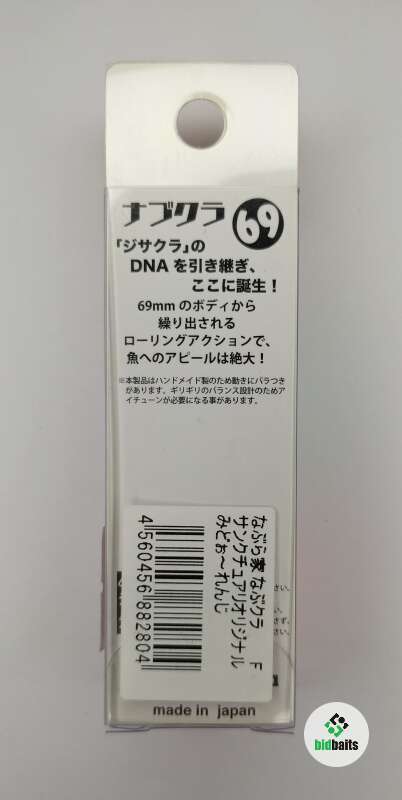 ナブクラ 69
「ジサクラ」の
DNAを引き継ぎ、
ここに誕生！
69mmのボディから
繰り出される
ローリングアクションで、
魚へのアピールは絶大！
※本製品はハンドメイド製のため動きにバラつき
があります。ギリギリのバランス設計のためア
イチューンが必要になる事があります。
なぶら家 なぶクラ F
サンクチュアリオリジナル
みどぉ～れんじ
4560456882804
made in japan
bidbaits